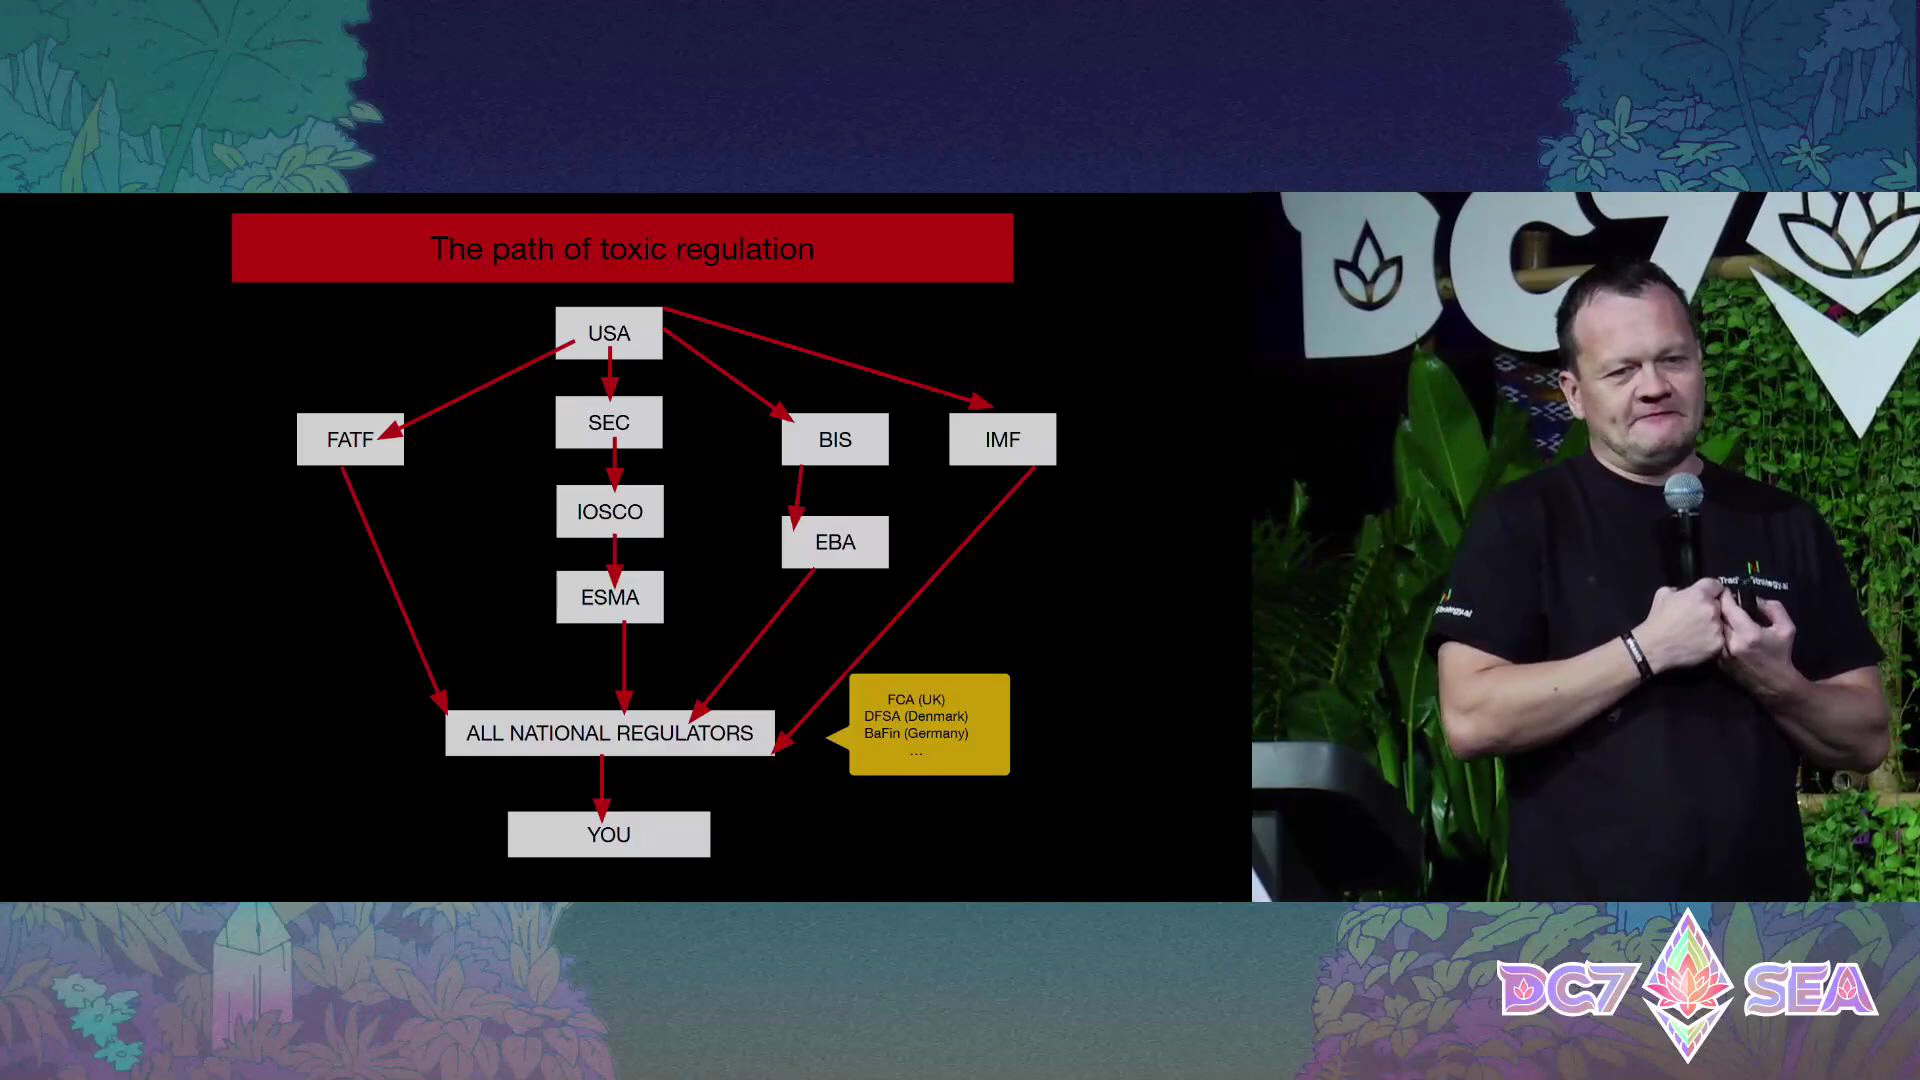 The path of toxic regulation
USA
SEC
FATF
BIS
IMF
IOSCO
EBA
ESMA
FCA (UK)
DFSA (Denmark)
BaFin (Germany)
...
ALL NATIONAL REGULATORS
YOU
DC7
DC7 SEA